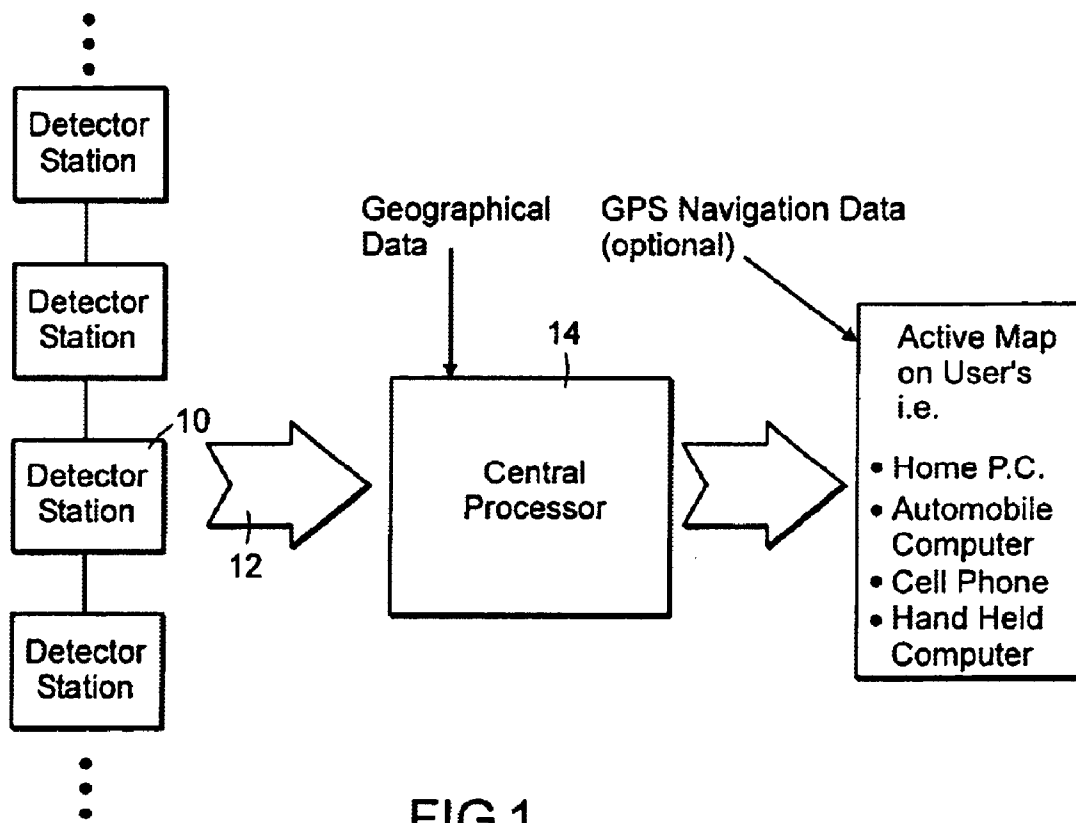 Detector
Station
Detector
Station
10
Detector
Station
Detector
Station
12
Geographical
Data
14
Central
Processor
GPS Navigation Data
(optional)
Active Map
on User's
i.e.
• Home P.C.
• Automobile
Computer
• Cell Phone
• Hand Held
Computer
FIG.1